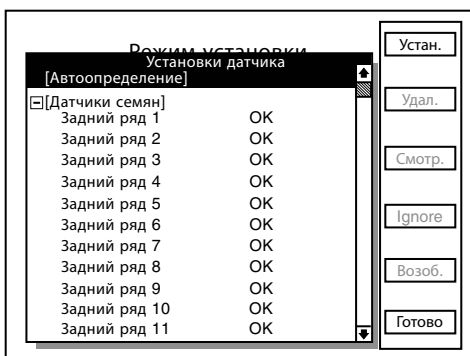 Режим установки
Установки датчика
[Автоопределение]
[Датчики семян]
Задний ряд 1 OK
Задний ряд 2 OK
Задний ряд 3 OK
Задний ряд 4 OK
Задний ряд 5 OK
Задний ряд 6 OK
Задний ряд 7 OK
Задний ряд 8 OK
Задний ряд 9 OK
Задний ряд 10 OK
Задний ряд 11 OK
Устан.
Удал.
Смотр.
Ignore
Возоб.
Готово